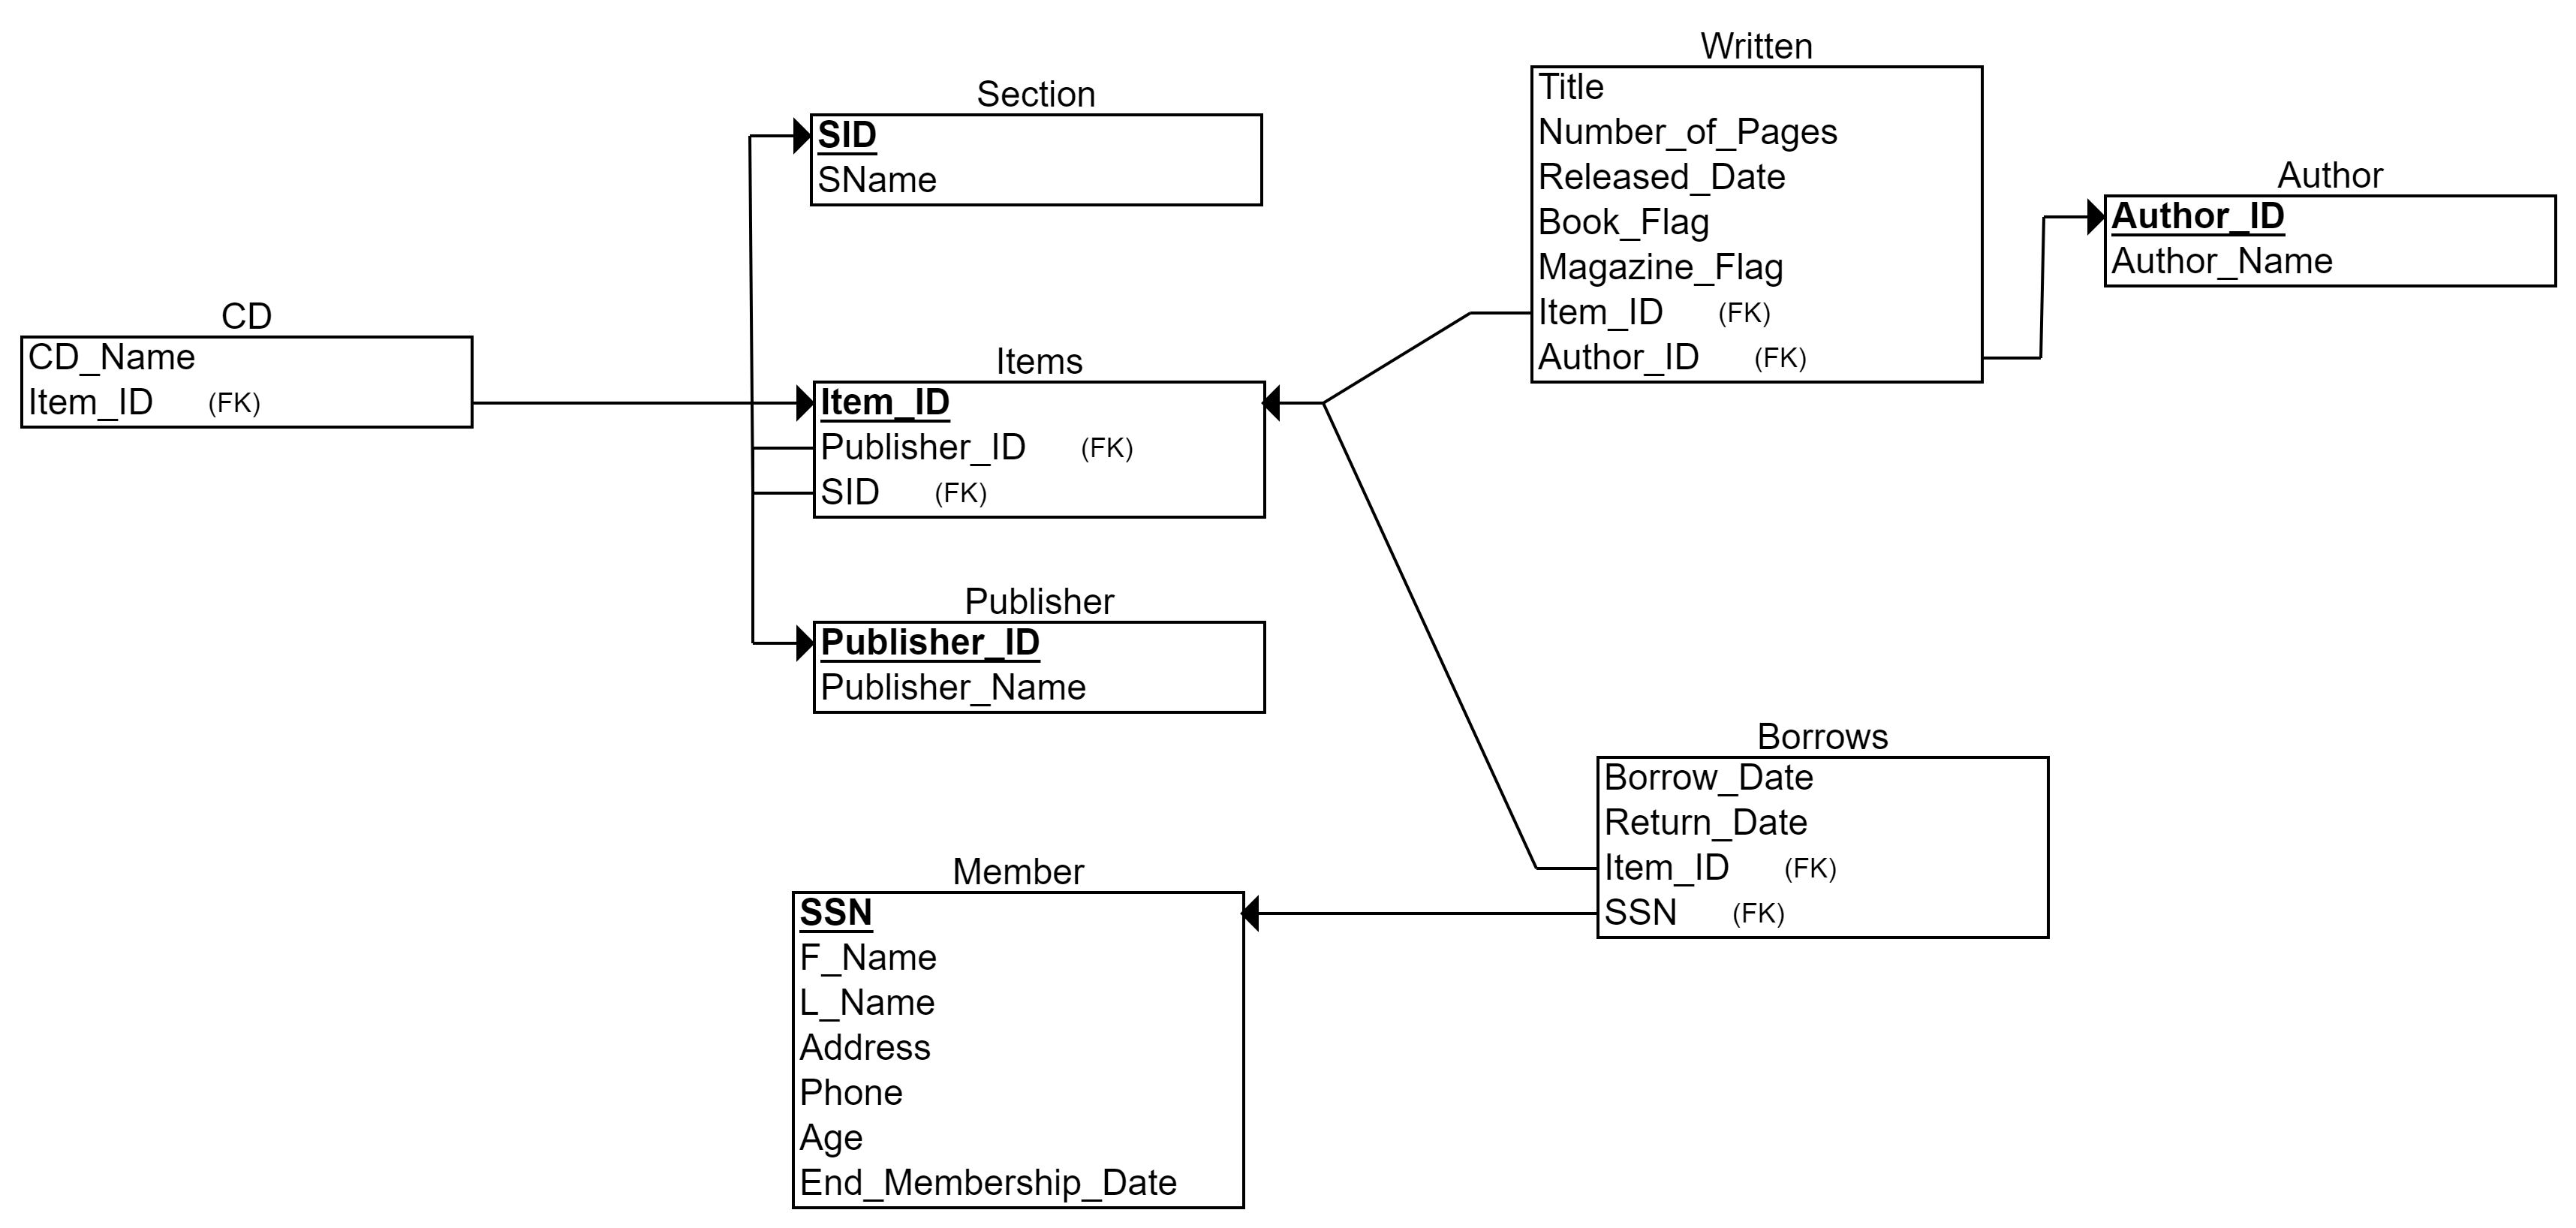 Written
Title
Number_of_Pages
Released_Date
Book_Flag
Magazine_Flag
Item_ID (FK)
Author_ID (FK)
Section
SID
SName
Author
Author_ID
Author_Name
CD
CD_Name
Item_ID (FK)
Items
Item_ID
Publisher_ID (FK)
SID (FK)
Publisher
Publisher_ID
Publisher_Name
Borrows
Borrow_Date
Return_Date
Item_ID (FK)
SSN (FK)
Member
SSN
F_Name
L_Name
Address
Phone
Age
End_Membership_Date